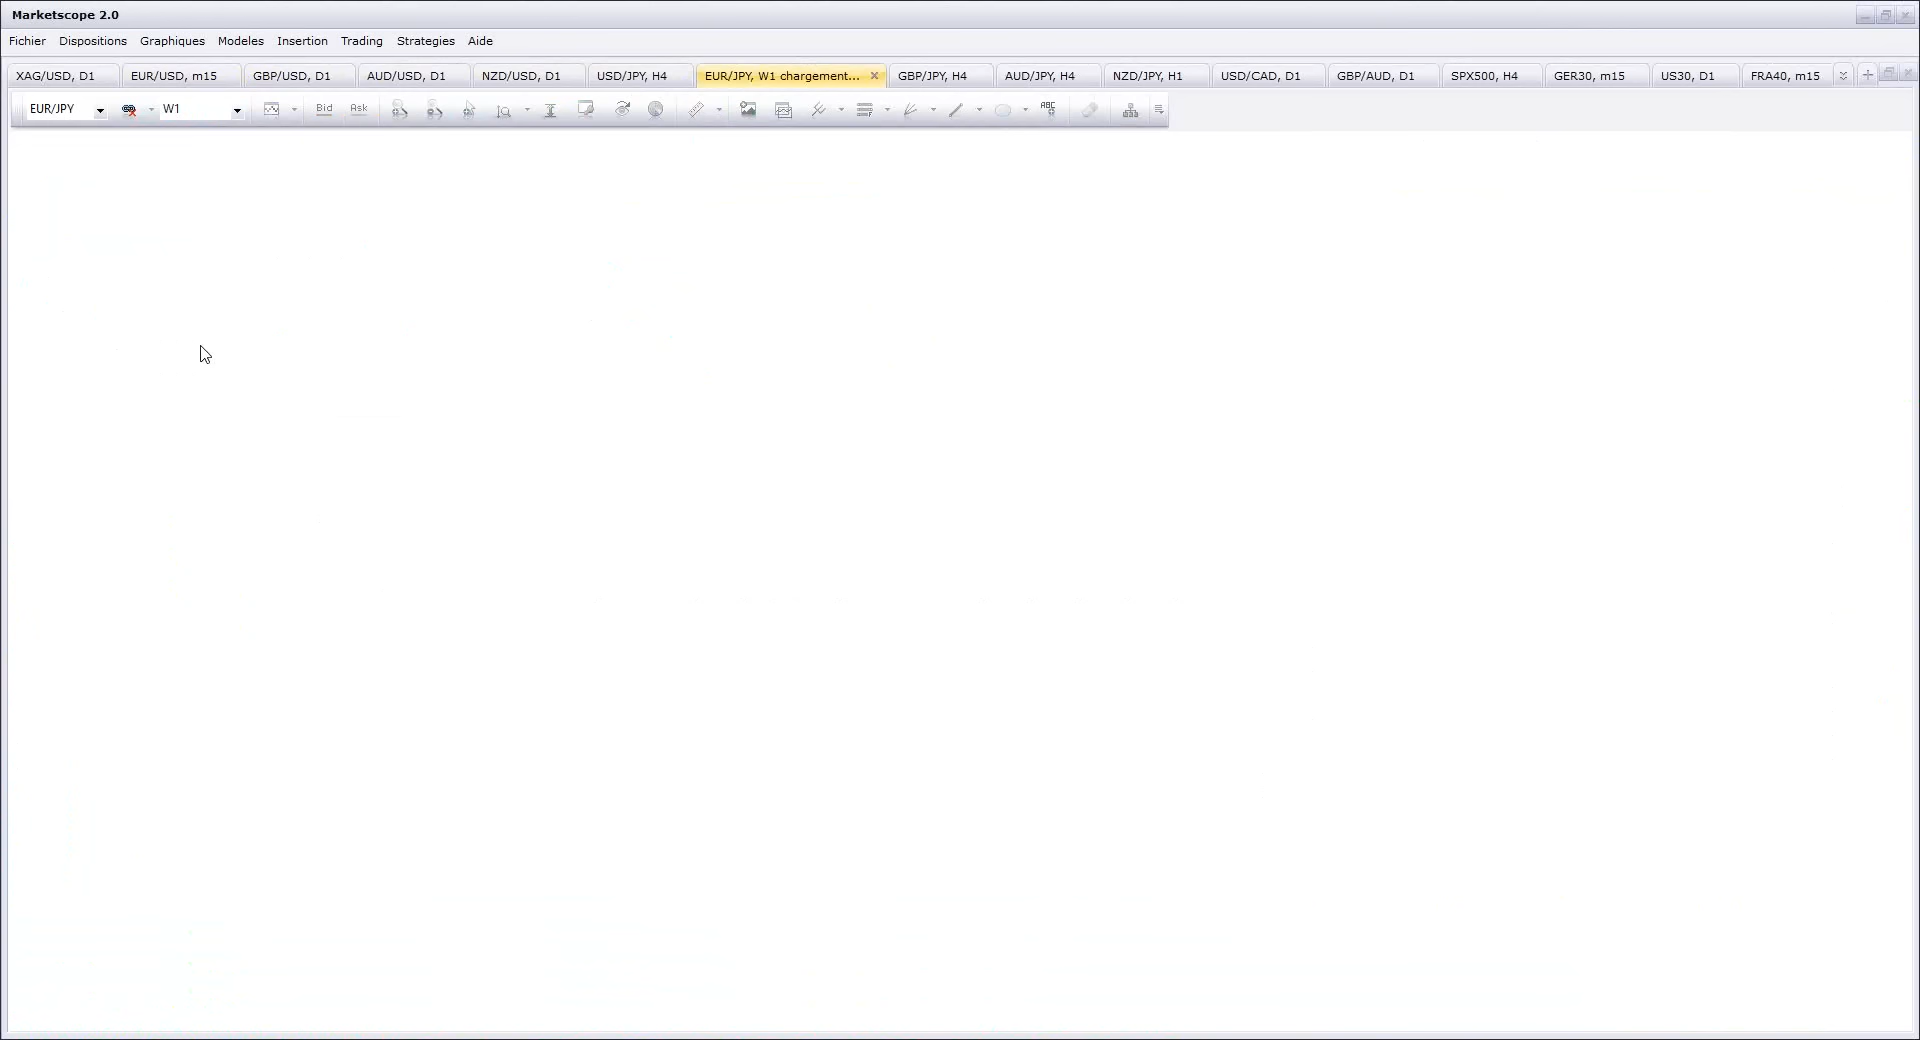 Marketscope 2.0
Fichier Dispositions Graphiques Modeles Insertion Trading Strategies Aide
XAG/USD, D1 EUR/USD, m15 GBP/USD, D1 AUD/USD, D1 NZD/USD, D1 USD/JPY, H4 EUR/JPY, W1 chargement... GBP/JPY, H4 AUD/JPY, H4 NZD/JPY, H1 USD/CAD, D1 GBP/AUD, D1 SPX500, H4 GER30, m15 US30, D1 FRA40, m15
EUR/JPY W1 Bid Ask ABC